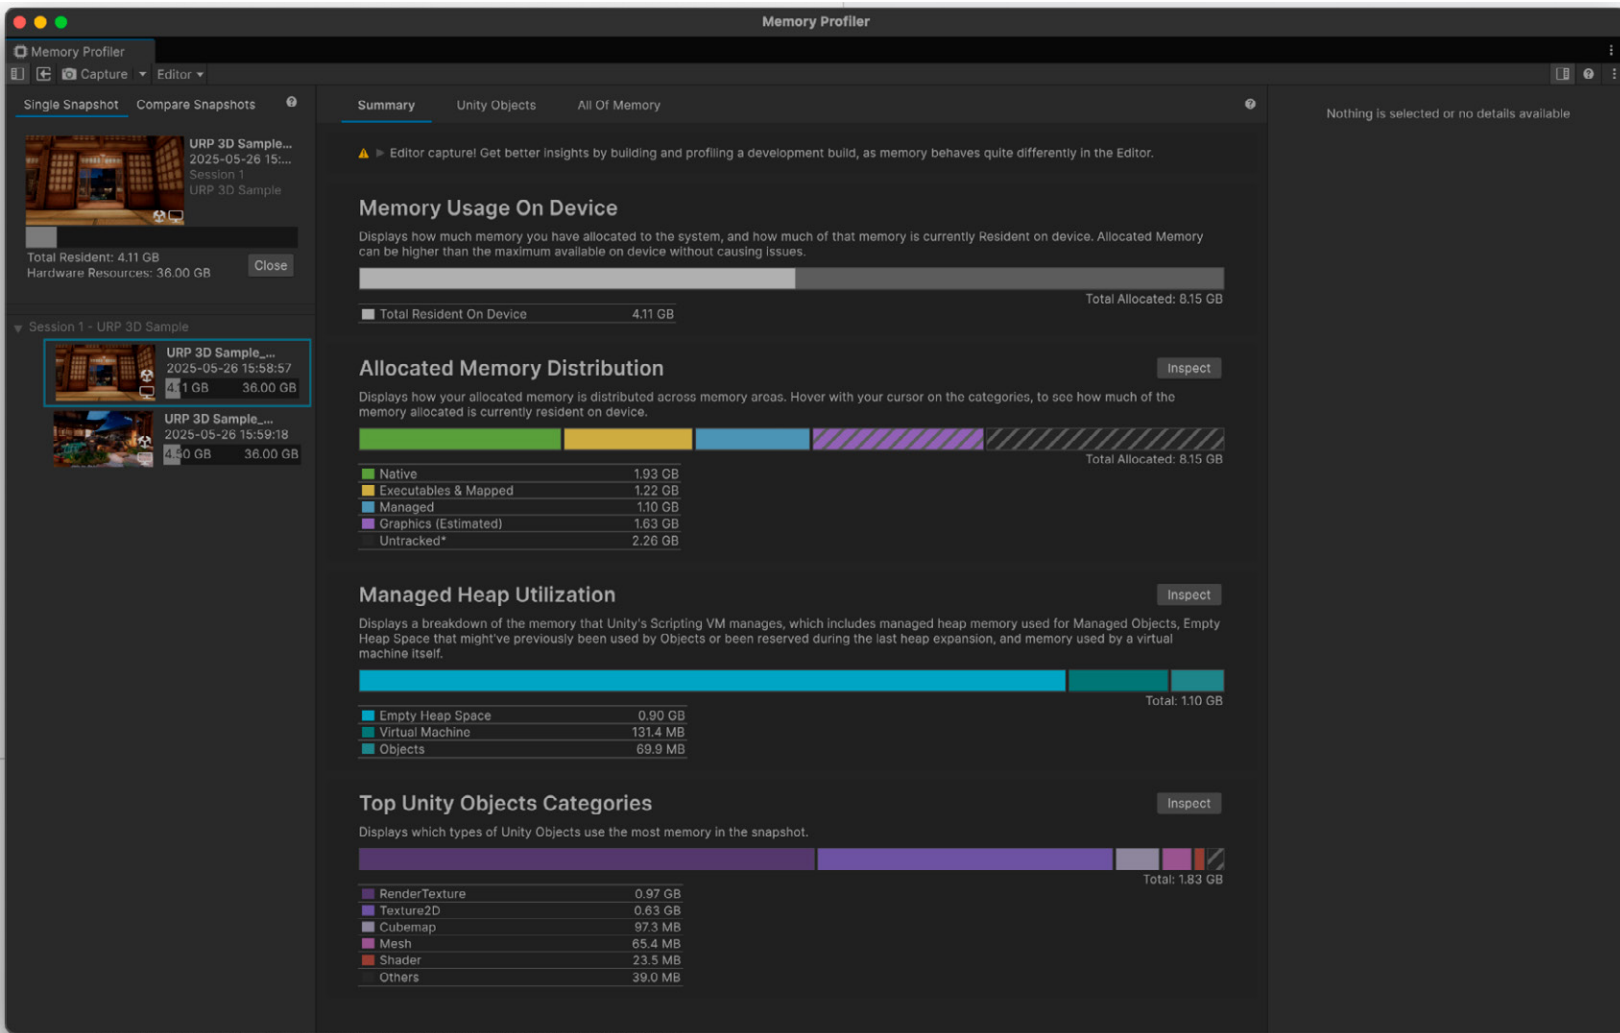 Memory Profiler
Memory Profiler
Capture
Editor
Single Snapshot
Compare Snapshots
URP 3D Sample...
2025-05-26 15:...
Session 1
URP 3D Sample
Total Resident: 4.11 GB
Hardware Resources: 36.00 GB
Close
Session 1 - URP 3D Sample
URP 3D Sample_...
2025-05-26 15:58:57
4.11 GB 36.00 GB
URP 3D Sample_...
2025-05-26 15:59:18
4.50 GB 36.00 GB
Summary
Unity Objects
All Of Memory
Editor capture! Get better insights by building and profiling a development build, as memory behaves quite differently in the Editor.
Memory Usage On Device
Displays how much memory you have allocated to the system, and how much of that memory is currently Resident on device. Allocated Memory
can be higher than the maximum available on device without causing issues.
Total Allocated: 8.15 GB
Total Resident On Device 4.11 GB
Allocated Memory Distribution
Inspect
Displays how your allocated memory is distributed across memory areas. Hover with your cursor on the categories, to see how much of the
memory allocated is currently resident on device.
Total Allocated: 8.15 GB
Native 1.93 GB
Executables & Mapped 1.22 GB
Managed 1.10 GB
Graphics (Estimated) 1.63 GB
Untracked* 2.26 GB
Managed Heap Utilization
Inspect
Displays a breakdown of the memory that Unity's Scripting VM manages, which includes managed heap memory used for Managed Objects, Empty
Heap Space that might've previously been used by Objects or been reserved during the last heap expansion, and memory used by a virtual
machine itself.
Total: 1.10 GB
Empty Heap Space 0.90 GB
Virtual Machine 131.4 MB
Objects 69.9 MB
Top Unity Objects Categories
Inspect
Displays which types of Unity Objects use the most memory in the snapshot.
Total: 1.83 GB
RenderTexture 0.97 GB
Texture2D 0.63 GB
Cubemap 97.3 MB
Mesh 65.4 MB
Shader 23.5 MB
Others 39.0 MB
Nothing is selected or no details available